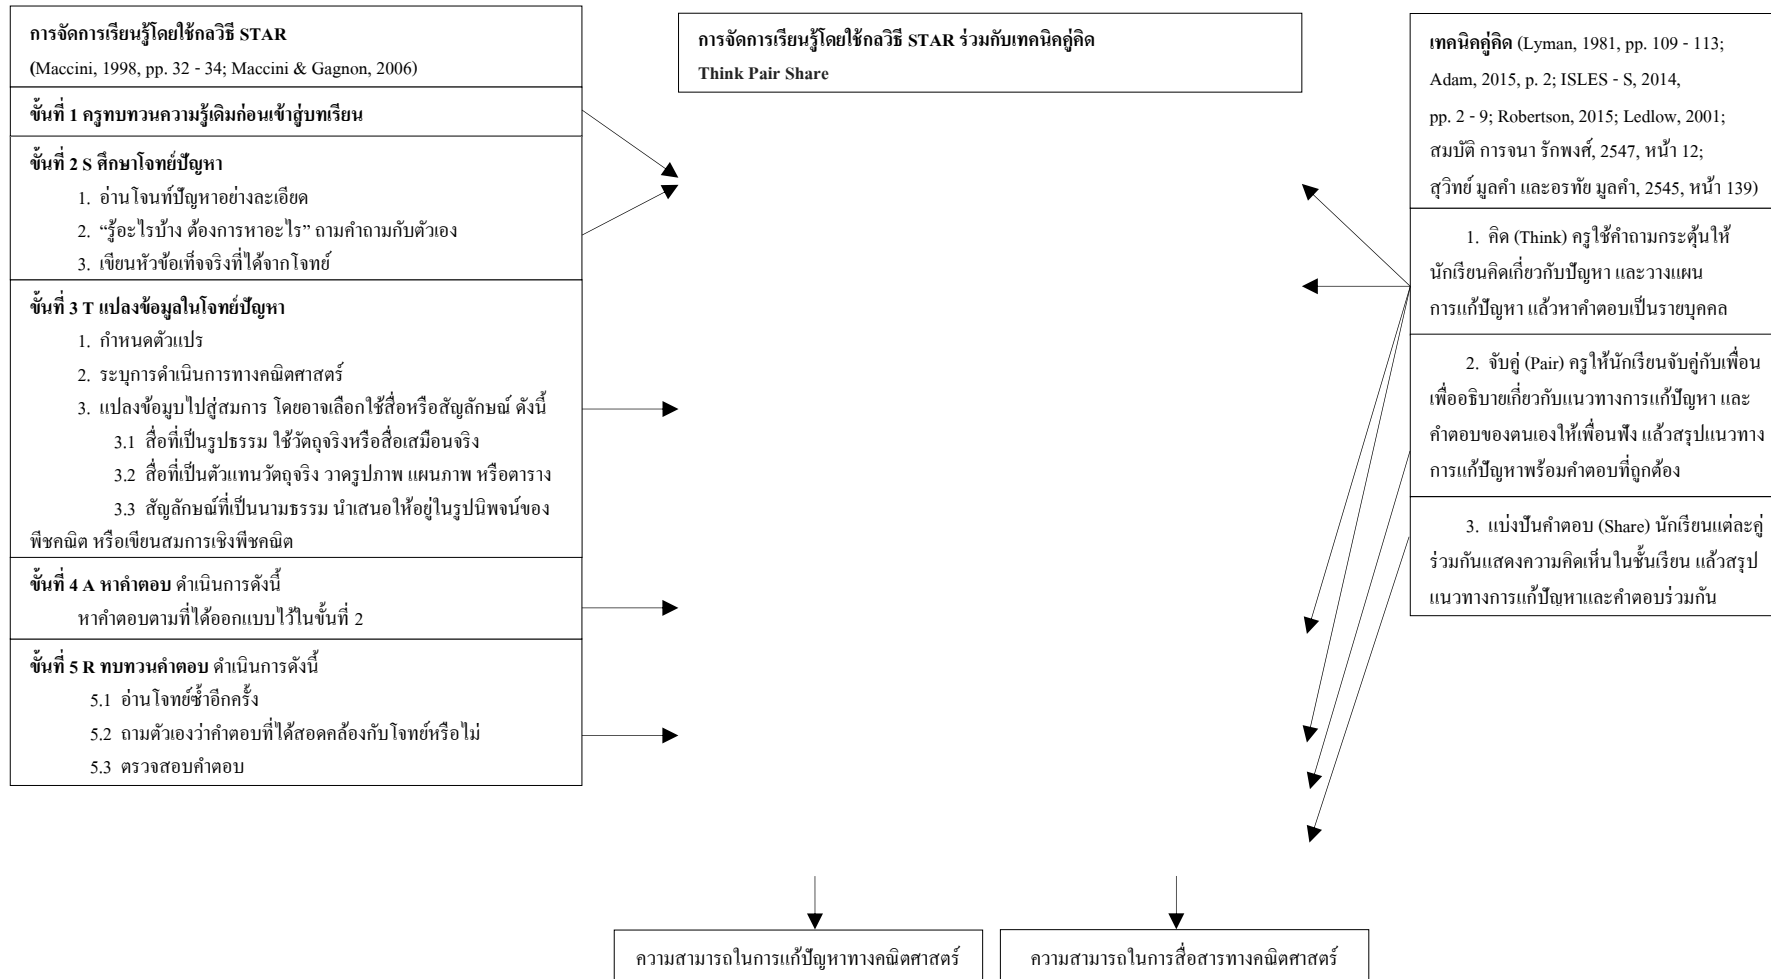 การจัดการเรียนรู้โดยใช้กลวิธี STAR
(Maccini, 1998, pp. 32 - 34; Maccini & Gagnon, 2006)
ขั้นที่ 1 ครูทบทวนความรู้เดิมก่อนเข้าสู่บทเรียน
ขั้นที่ 2 S ศึกษาโจทย์ปัญหา
1. อ่านโจนท์ปัญหาอย่างละเอียด
2. “รู้อะไรบ้าง ต้องการหาอะไร” ถามคำถามกับตัวเอง
3. เขียนหัวข้อเท็จจริงที่ได้จากโจทย์
ขั้นที่ 3 T แปลงข้อมูลในโจทย์ปัญหา
1. กำหนดตัวแปร
2. ระบุการดำเนินการทางคณิตศาสตร์
3. แปลงข้อมูบไปสู่สมการ โดยอาจเลือกใช้สื่อหรือสัญลักษณ์ ดังนี้
3.1 สื่อที่เป็นรูปธรรม ใช้วัตถุจริงหรือสื่อเสมือนจริง
3.2 สื่อที่เป็นตัวแทนวัตถุจริง วาดรูปภาพ แผนภาพ หรือตาราง
3.3 สัญลักษณ์ที่เป็นนามธรรม นำเสนอให้อยู่ในรูปนิพจน์ของ
พีชคณิต หรือเขียนสมการเชิงพีชคณิต
ขั้นที่ 4 A หาคำตอบ ดำเนินการดังนี้
หาคำตอบตามที่ได้ออกแบบไว้ในขั้นที่ 2
ขั้นที่ 5 R ทบทวนคำตอบ ดำเนินการดังนี้
5.1 อ่านโจทย์ซ้ำอีกครั้ง
5.2 ถามตัวเองว่าคำตอบที่ได้สอดคล้องกับโจทย์หรือไม่
5.3 ตรวจสอบคำตอบ
การจัดการเรียนรู้โดยใช้กลวิธี STAR ร่วมกับเทคนิคคู่คิด
Think Pair Share
เทคนิคคู่คิด (Lyman, 1981, pp. 109 - 113;
Adam, 2015, p. 2; ISLES - S, 2014,
pp. 2 - 9; Robertson, 2015; Ledlow, 2001;
สมบัติ การจนา รักพงศ์, 2547, หน้า 12;
สุวิทย์ มูลคำ และอรทัย มูลคำ, 2545, หน้า 139)
1. คิด (Think) ครูใช้คำถามกระตุ้นให้
นักเรียนคิดเกี่ยวกับปัญหา และวางแผน
การแก้ปัญหา แล้วหาคำตอบเป็นรายบุคคล
2. จับคู่ (Pair) ครูให้นักเรียนจับคู่กับเพื่อน
เพื่ออธิบายเกี่ยวกับแนวทางการแก้ปัญหา และ
คำตอบของตนเองให้เพื่อนฟัง แล้วสรุปแนวทาง
การแก้ปัญหาพร้อมคำตอบที่ถูกต้อง
3. แบ่งปันคำตอบ (Share) นักเรียนแต่ละคู่
ร่วมกันแสดงความคิดเห็นในชั้นเรียน แล้วสรุป
แนวทางการแก้ปัญหาและคำตอบร่วมกัน
ความสามารถในการแก้ปัญหาทางคณิตศาสตร์
ความสามารถในการสื่อสารทางคณิตศาสตร์